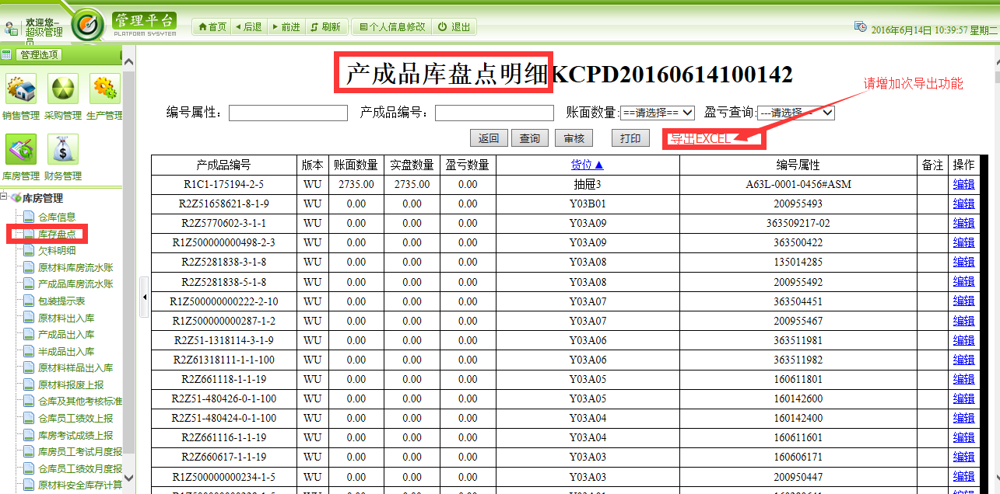 欢迎您–
超级管理
员
管理平台
PLATFORM SYSYTEM
首页 后退 前进 刷新 个人信息修改 退出
2016年6月14日 10:39:57 星期二
管理选项
销售管理 采购管理 生产管理
库房管理 财务管理
库房管理
仓库信息
库存盘点
欠料明细
原材料库房流水账
产成品库房流水账
包装提示表
原材料出入库
产成品出入库
半成品出入库
原材料样品出入库
原材料报废上报
仓库及其他考核标准
仓库员工绩效上报
库房考试成绩上报
库房员工考试月度报
仓库员工绩效月度报
原材料安全库存计算
产成品库盘点明细KCPD20160614100142
请增加次导出功能
编号属性： 产成品编号： 账面数量: ==请选择== 盈亏查询: ---请选择--
返回 查询 审核 打印 导出EXCEL
产成品编号 版本 账面数量 实盘数量 盈亏数量 货位▲ 编号属性 备注 操作
R1C1-175194-2-5 WU 2735.00 2735.00 0.00 抽屉3 A63L-0001-0456#ASM 编辑
R2Z51658621-8-1-9 WU 0.00 0.00 0.00 Y03B01 200955493 编辑
R2Z5770602-3-1-1 WU 0.00 0.00 0.00 Y03A09 363509217-02 编辑
R1Z500000000498-2-3 WU 0.00 0.00 0.00 Y03A09 363500422 编辑
R2Z5281838-3-1-8 WU 0.00 0.00 0.00 Y03A08 135014285 编辑
R2Z5281838-5-1-8 WU 0.00 0.00 0.00 Y03A08 200955492 编辑
R1Z500000000222-2-10 WU 0.00 0.00 0.00 Y03A07 363504451 编辑
R1Z500000000287-1-2 WU 0.00 0.00 0.00 Y03A07 200955467 编辑
R2Z51-1318114-3-1-9 WU 0.00 0.00 0.00 Y03A06 363511981 编辑
R2Z61318111-1-1-100 WU 0.00 0.00 0.00 Y03A06 363511982 编辑
R2Z661118-1-1-19 WU 0.00 0.00 0.00 Y03A05 160611801 编辑
R2Z51-480426-0-1-100 WU 0.00 0.00 0.00 Y03A05 160142600 编辑
R2Z51-480424-0-1-100 WU 0.00 0.00 0.00 Y03A04 160142400 编辑
R2Z661116-1-1-19 WU 0.00 0.00 0.00 Y03A04 160611601 编辑
R2Z660617-1-1-19 WU 0.00 0.00 0.00 Y03A03 160606171 编辑
R1Z500000000234-1-5 WU 0.00 0.00 0.00 Y03A03 200950447 编辑